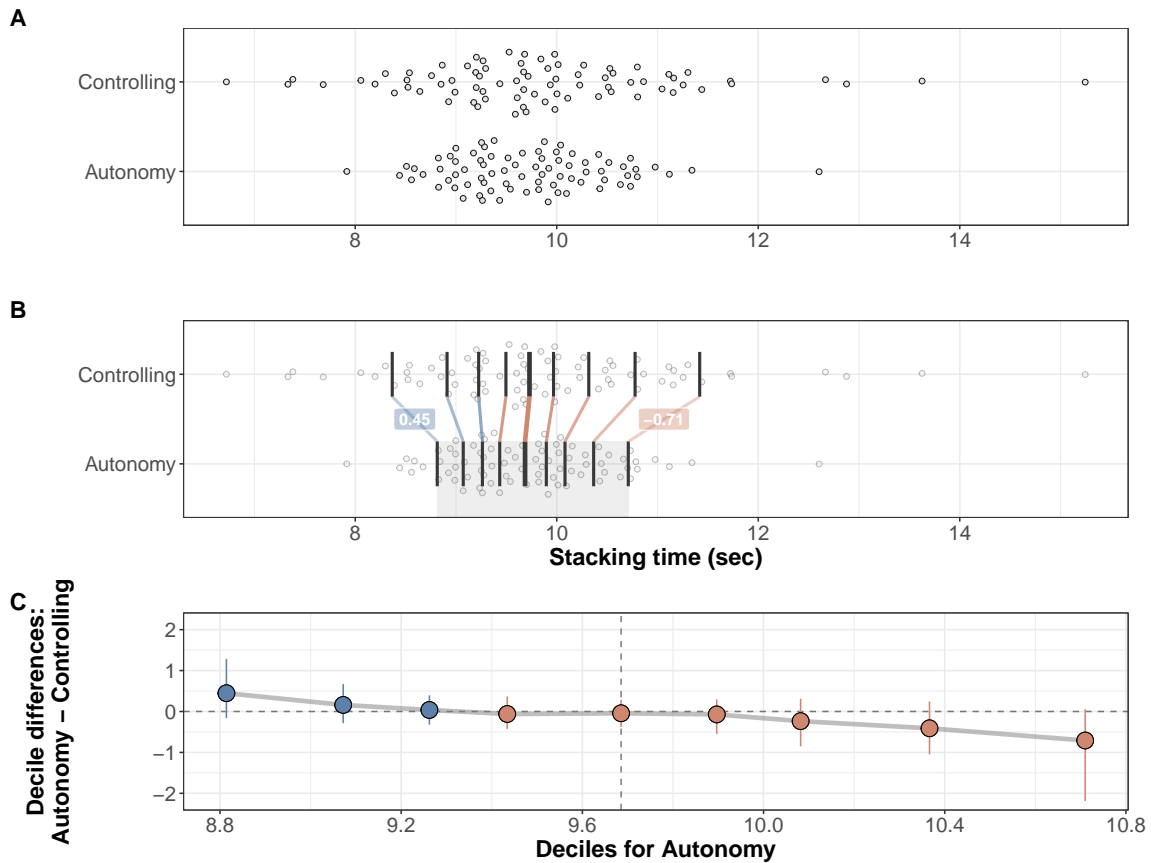 A
Controlling
Autonomy
8 10 12 14
B
Controlling
0.45 −0.71
Autonomy
8 10 12 14
Stacking time (sec)
C
Decile differences:
Autonomy − Controlling
2
1
0
−1
−2
8.8 9.2 9.6 10.0 10.4 10.8
Deciles for Autonomy